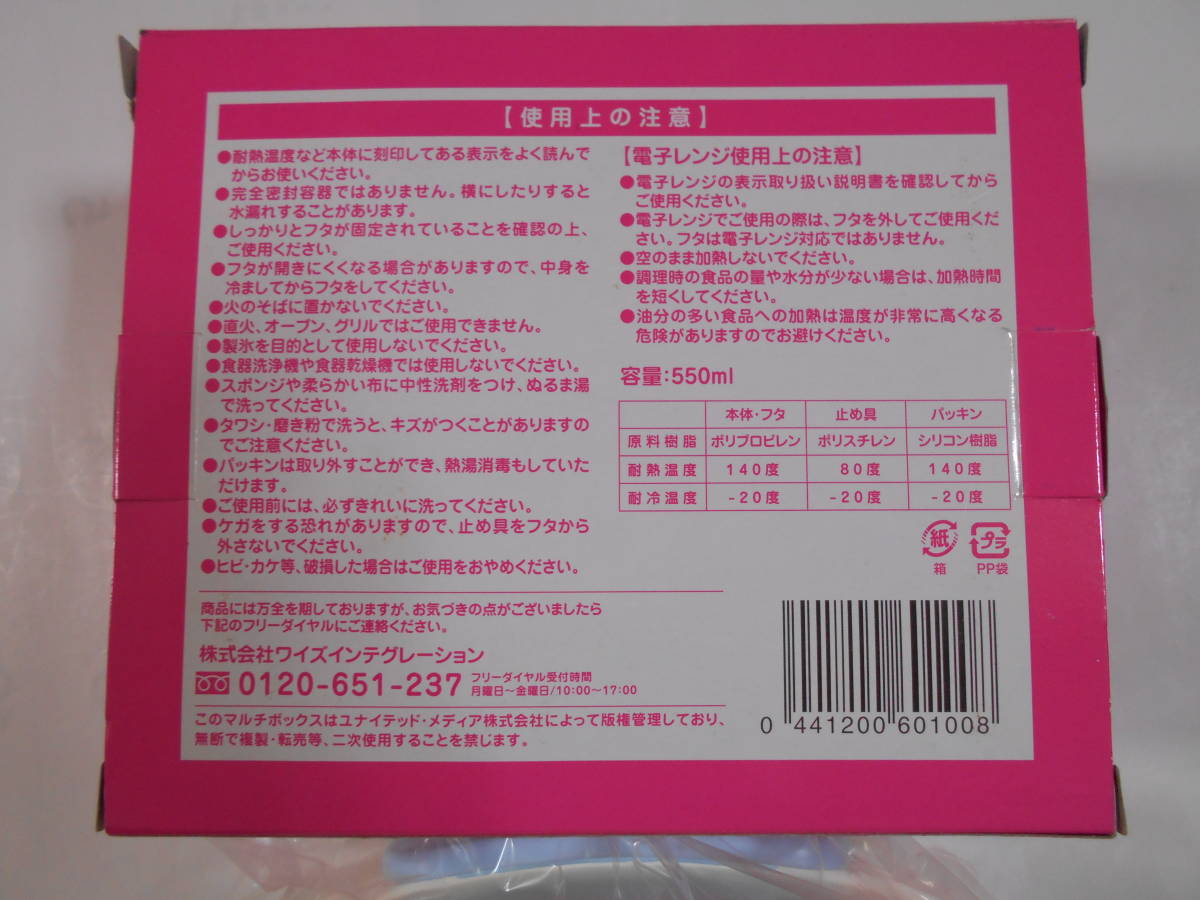 【使用上の注意】
●耐熱温度など本体に刻印してある表示をよく読んで
からお使いください。
●完全密封容器ではありません。横にしたりすると
水漏れすることがあります。
●しっかりとフタが固定されていることを確認の上、
ご使用ください。
●フタが開きにくくなる場合がありますので、中身を
冷ましてからフタをしてください。
●火のそばに置かないでください。
●直火、オーブン、グリルではご使用できません。
●製氷を目的として使用しないでください。
●食器洗浄機や食器乾燥機では使用しないでください。
●スポンジや柔らかい布に中性洗剤をつけ、ぬるま湯
で洗ってください。
●タワシ・磨き粉で洗うと、キズがつくことがありますの
でご注意ください。
●パッキンは取り外すことができ、熱湯消毒もしていた
だけます。
●ご使用前には、必ずきれいに洗ってください。
●ケガをする恐れがありますので、止め具をフタから
外さないでください。
●ヒビ・カケ等、破損した場合はご使用をおやめください。
【電子レンジ使用上の注意】
●電子レンジの表示取り扱い説明書を確認してから
ご使用ください。
●電子レンジでご使用の際は、フタを外してご使用くだ
さい。フタは電子レンジ対応ではありません。
●空のまま加熱しないでください。
●調理時の食品の量や水分が少ない場合は、加熱時間
を短くしてください。
●油分の多い食品への加熱は温度が非常に高くなる
危険がありますのでお避けください。
容量:550ml
本体・フタ 止め具 パッキン
原料樹脂 ポリプロピレン ポリスチレン シリコン樹脂
耐熱温度 140度 80度 140度
耐冷温度 -20度 -20度 -20度
紙 プラ
箱 PP袋
商品には万全を期しておりますが、お気づきの点がございましたら
下記のフリーダイヤルにご連絡ください。
株式会社ワイズインテグレーション
0120-651-237 フリーダイヤル受付時間
月曜日～金曜日/10:00～17:00
このマルチボックスはユナイテッド・メディア株式会社によって版権管理しており、
無断で複製・転売等、二次使用することを禁じます。
0 441200 601008